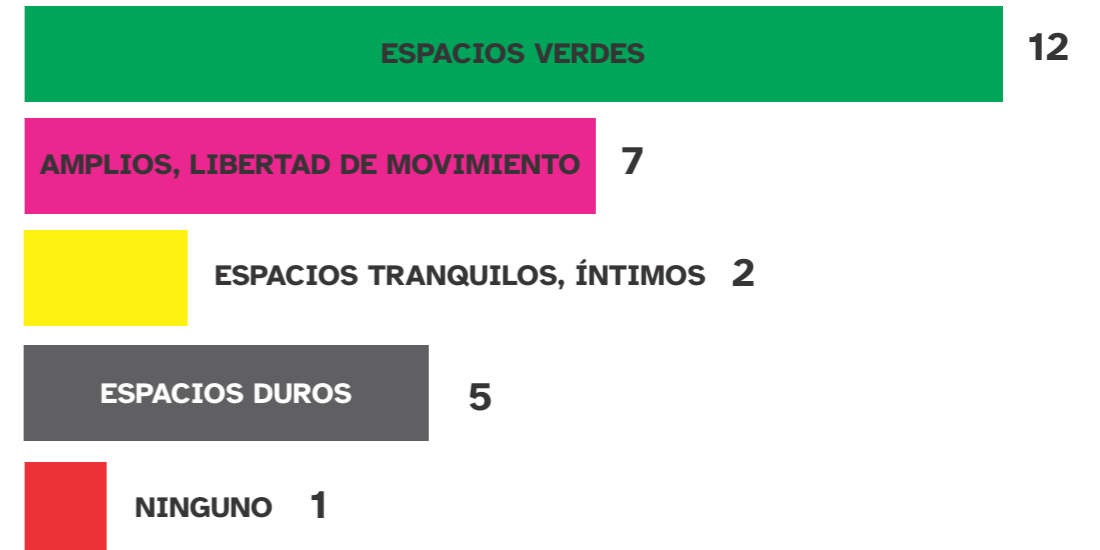 ESPACIOS VERDES 12
AMPLIOS, LIBERTAD DE MOVIMIENTO 7
ESPACIOS TRANQUILOS, ÍNTIMOS 2
ESPACIOS DUROS 5
NINGUNO 1